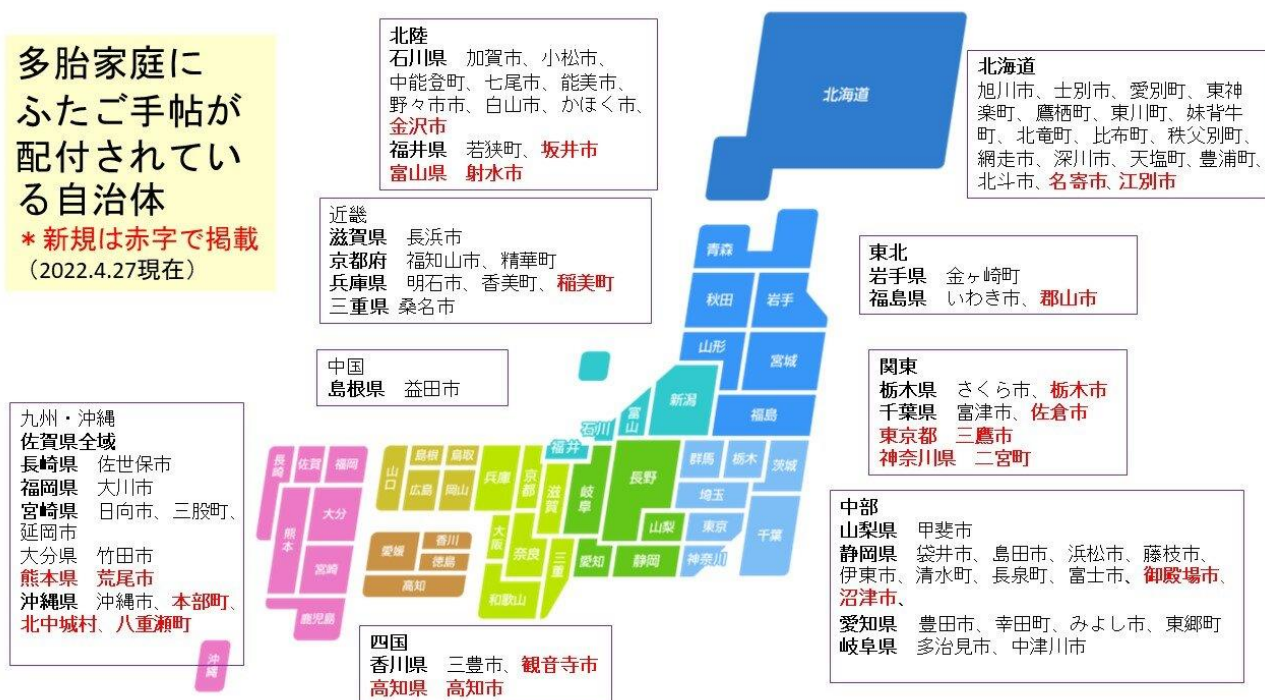 多胎家庭に
ふたご手帖が
配付されてい
る自治体
*新規は赤字で掲載
(2022.4.27現在)
北陸
石川県 加賀市、小松市、
中能登町、七尾市、能美市、
野々市市、白山市、かほく市、
金沢市
福井県 若狭町、坂井市
富山県 射水市
北海道
旭川市、士別市、愛別町、東神
楽町、鷹栖町、東川町、妹背牛
町、北竜町、比布町、秩父別町、
網走市、深川市、天塩町、豊浦町、
北斗市、名寄市、江別市
近畿
滋賀県 長浜市
京都府 福知山市、精華町
兵庫県 明石市、香美町、稲美町
三重県 桑名市
東北
岩手県 金ヶ崎町
福島県 いわき市、郡山市
中国
島根県 益田市
関東
栃木県 さくら市、栃木市
千葉県 富津市、佐倉市
東京都 三鷹市
神奈川県 二宮町
九州・沖縄
佐賀県全域
長崎県 佐世保市
福岡県 大川市
宮崎県 日向市、三股町、
延岡市
大分県 竹田市
熊本県 荒尾市
沖縄県 沖縄市、本部町、
北中城村、八重瀬町
中部
山梨県 甲斐市
静岡県 袋井市、島田市、浜松市、藤枝市、
伊東市、清水町、長泉町、富士市、御殿場市、
沼津市、
愛知県 豊田市、幸田町、みよし市、東郷町
岐阜県 多治見市、中津川市
四国
香川県 三豊市、観音寺市
高知県 高知市
北海道
青森
秋田
岩手
山形
宮城
新潟
福島
富山
石川
福井
群馬
栃木
茨城
埼玉
東京
千葉
神奈川
長野
山梨
岐阜
静岡
愛知
滋賀
京都
兵庫
大阪
奈良
三重
和歌山
鳥取
島根
岡山
広島
山口
香川
徳島
愛媛
高知
福岡
佐賀
長崎
大分
熊本
宮崎
鹿児島
沖縄